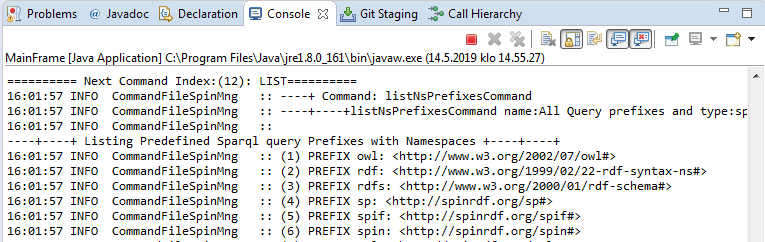 Problems @ Javadoc Declaration Console Git Staging Call Hierarchy
MainFrame [Java Application] C:\Program Files\Java\jre1.8.0_161\bin\javaw.exe (14.5.2019 klo 14.55.27)
========== Next Command Index:(12): LIST==========
16:01:57 INFO  CommandFileSpinMng   :: ----+ Command: listNsPrefixesCommand
16:01:57 INFO  CommandFileSpinMng   :: ----+----+listNsPrefixesCommand name:All Query prefixes and type:sp
16:01:57 INFO  CommandFileSpinMng   ::
----+----+ Listing Predefined Sparql query Prefixes with Namespaces +----+----+
16:01:57 INFO  CommandFileSpinMng   :: (1) PREFIX owl: <http://www.w3.org/2002/07/owl#>
16:01:57 INFO  CommandFileSpinMng   :: (2) PREFIX rdf: <http://www.w3.org/1999/02/22-rdf-syntax-ns#>
16:01:57 INFO  CommandFileSpinMng   :: (3) PREFIX rdfs: <http://www.w3.org/2000/01/rdf-schema#>
16:01:57 INFO  CommandFileSpinMng   :: (4) PREFIX sp: <http://spinrdf.org/sp#>
16:01:57 INFO  CommandFileSpinMng   :: (5) PREFIX spif: <http://spinrdf.org/spif#>
16:01:57 INFO  CommandFileSpinMng   :: (6) PREFIX spin: <http://spinrdf.org/spin#>